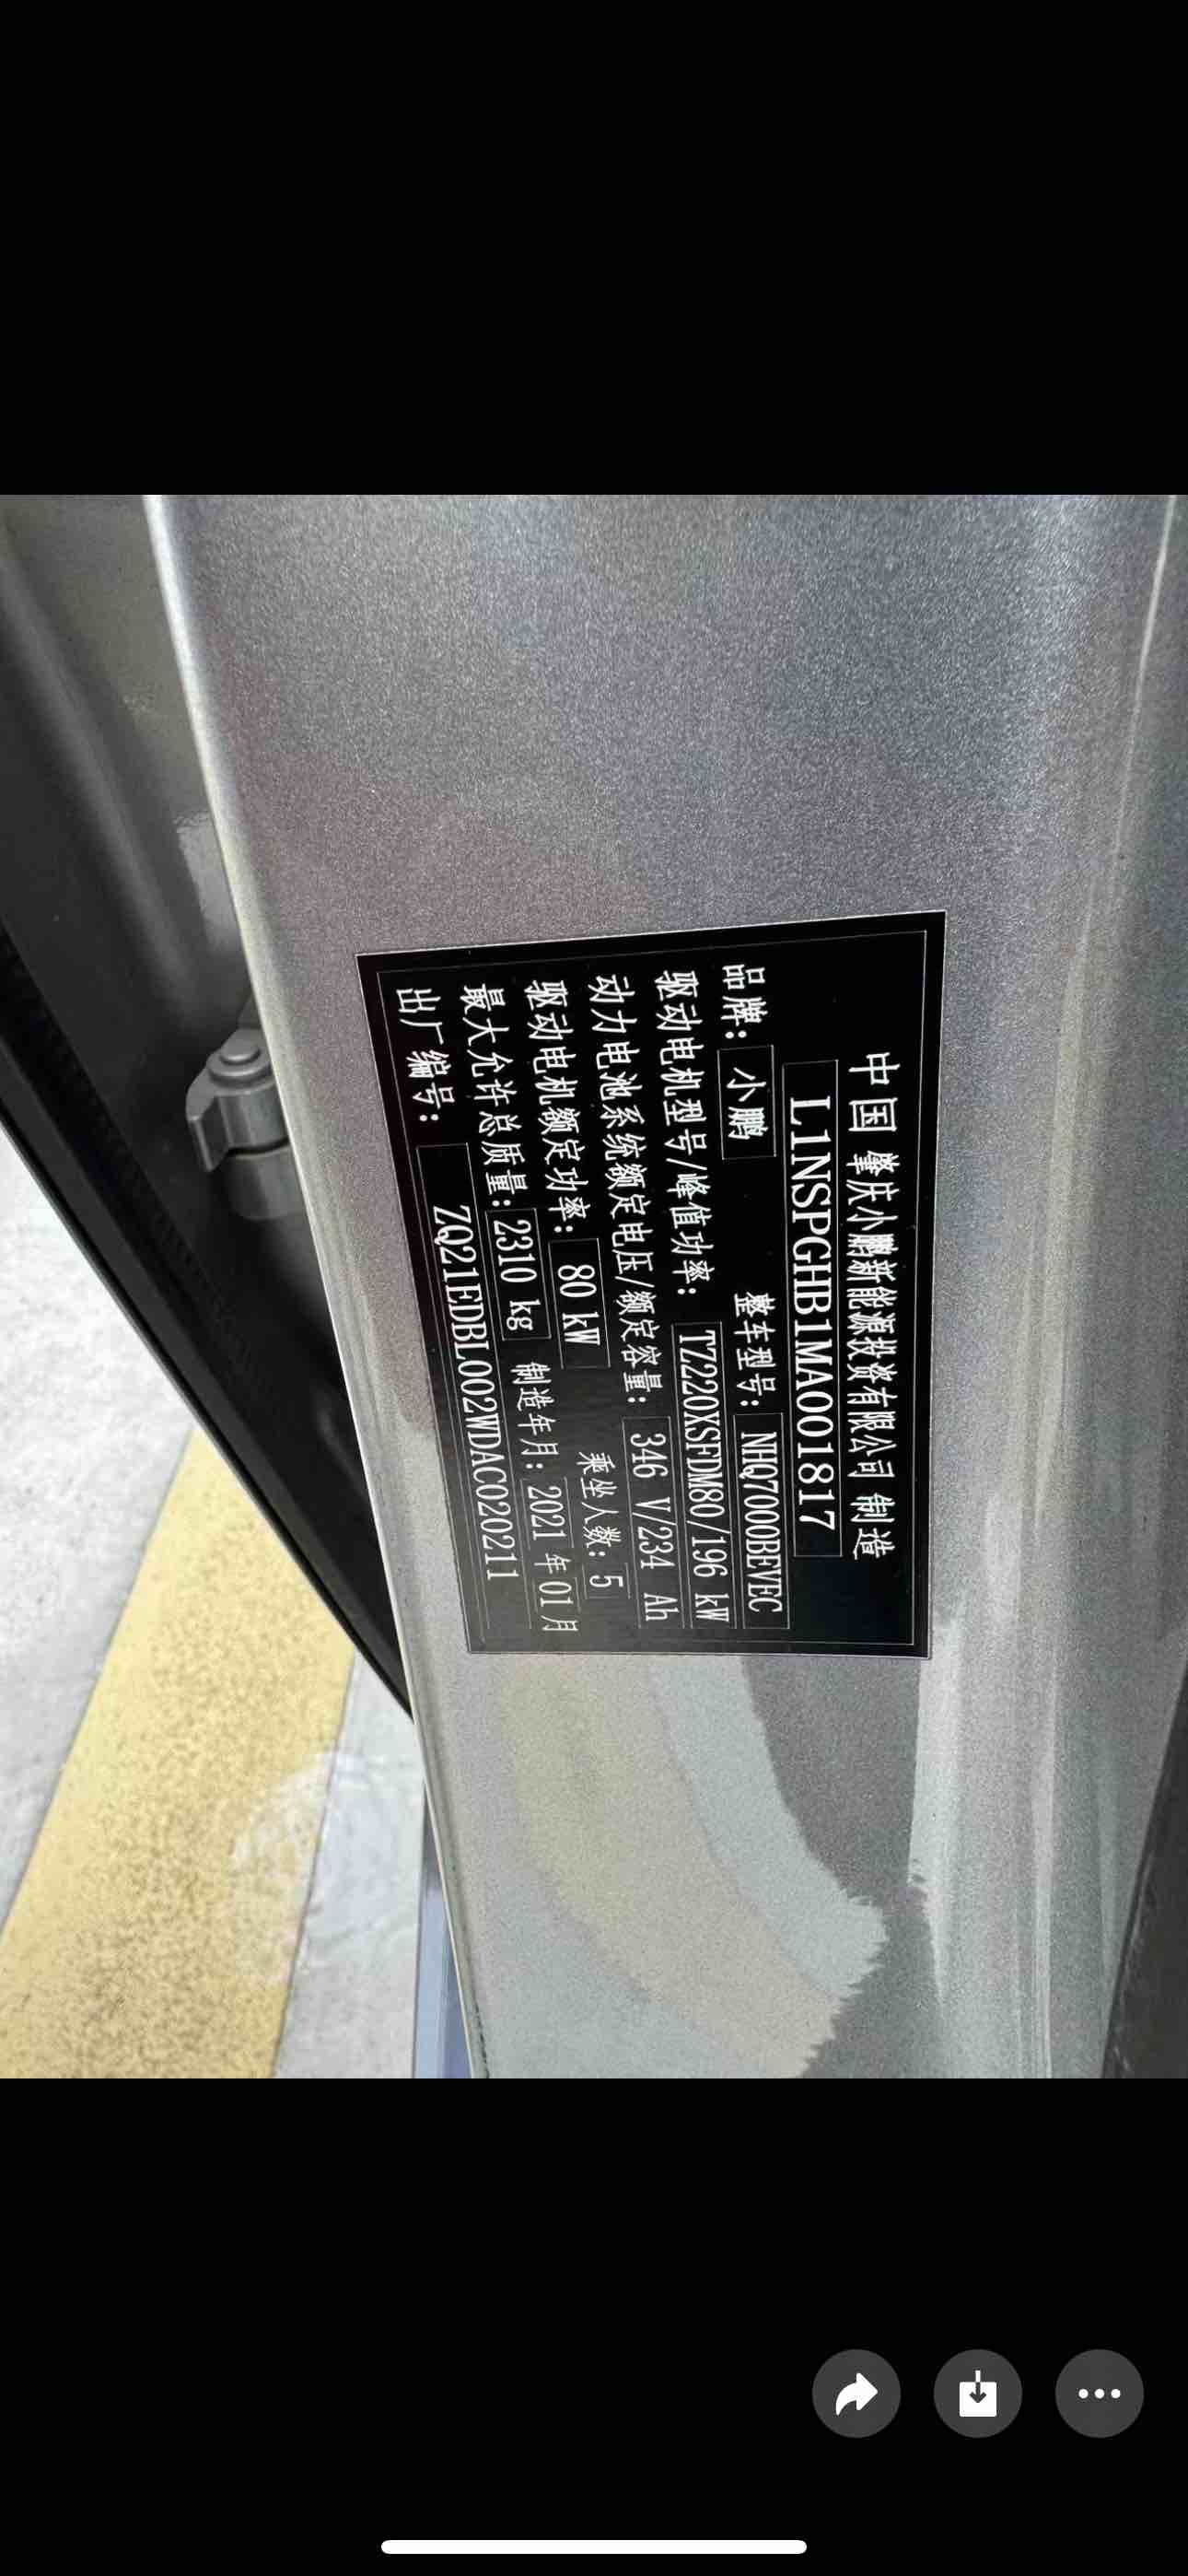 中国 肇庆小鹏新能源投资有限公司 制造
L1NSPGHB1MA001817
品牌: 小鹏 整车型号: NHQ7000BEVEC
驱动电机型号/峰值功率: TZ220XSFDM80/196 kW
动力电池系统额定电压/额定容量: 346 V/234 Ah
驱动电机额定功率: 80 kW 乘坐人数: 5
最大允许总质量: 2310 kg 制造年月: 2021 年 01 月
出厂编号: ZQ21EDBL002WDAC020211